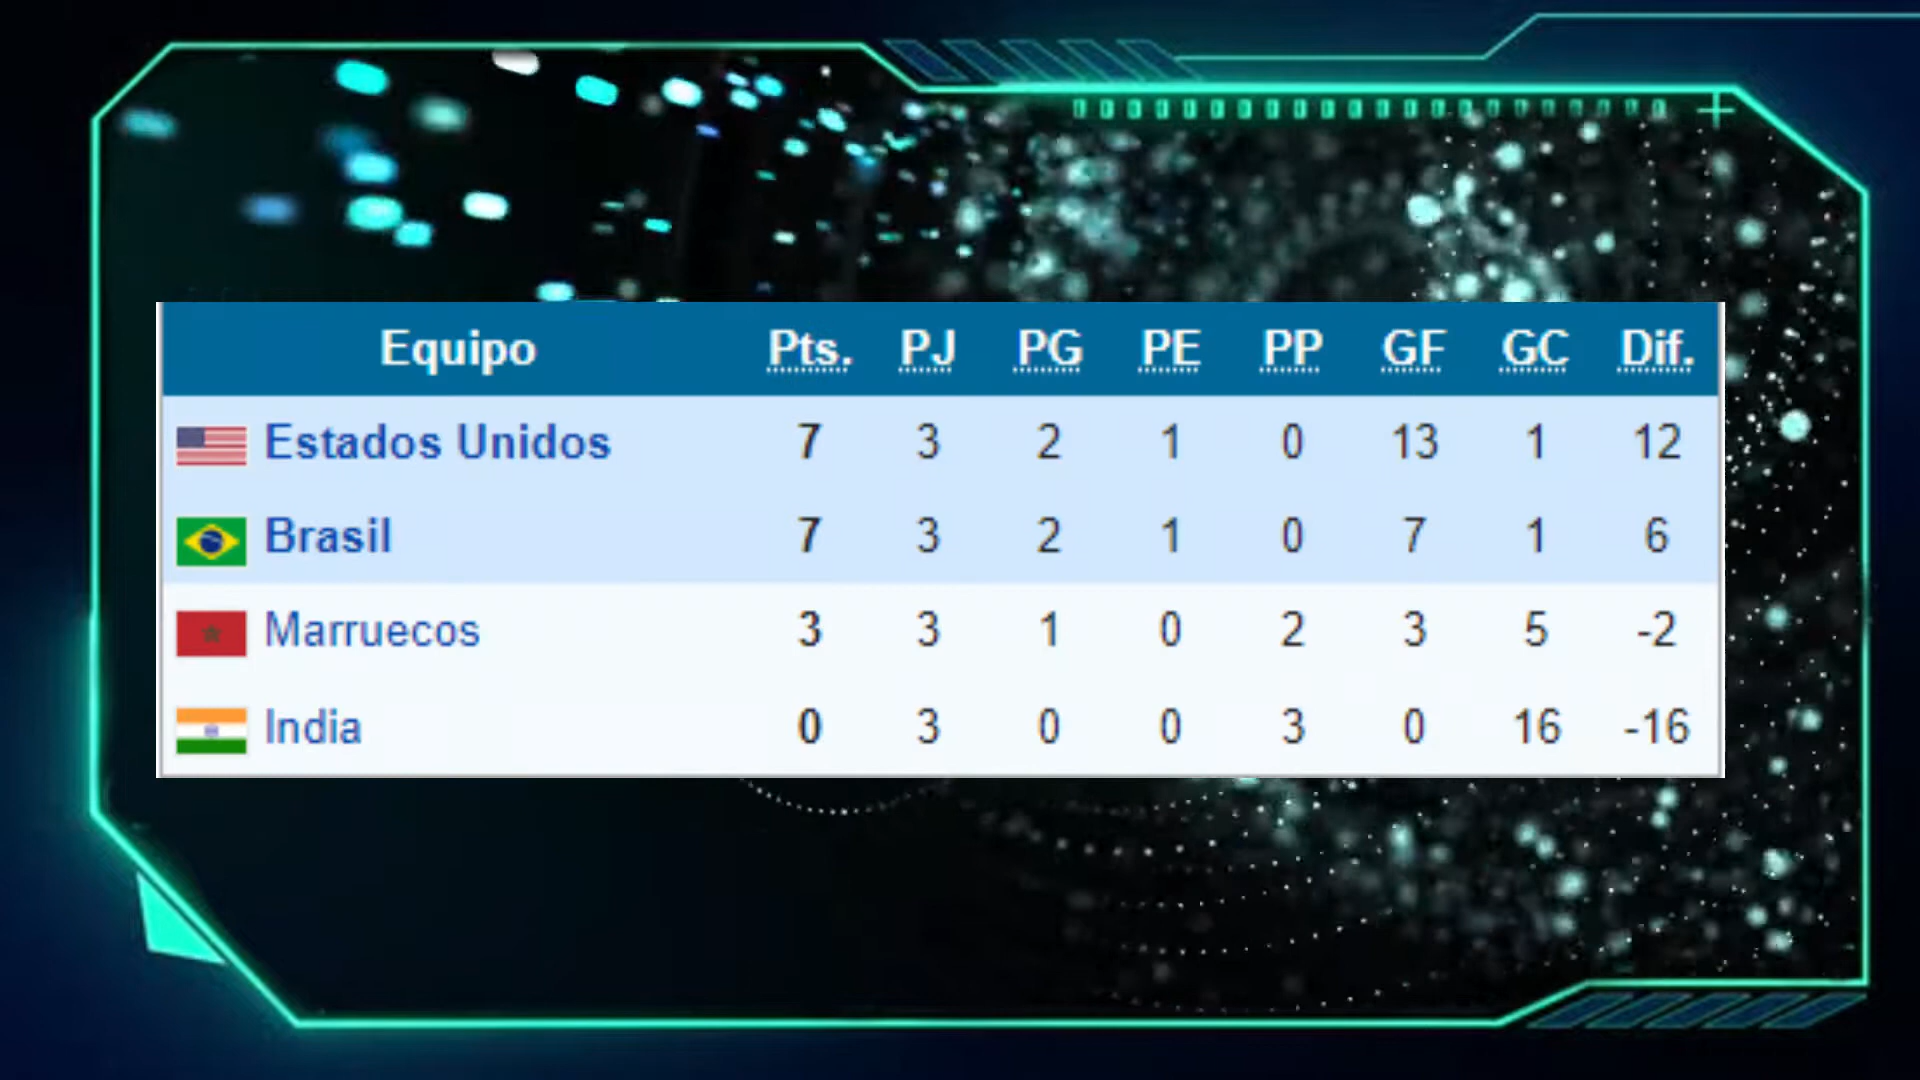 Equipo Pts. PJ PG PE PP GF GC Dif.
Estados Unidos 7 3 2 1 0 13 1 12
Brasil 7 3 2 1 0 7 1 6
Marruecos 3 3 1 0 2 3 5 -2
India 0 3 0 0 3 0 16 -16